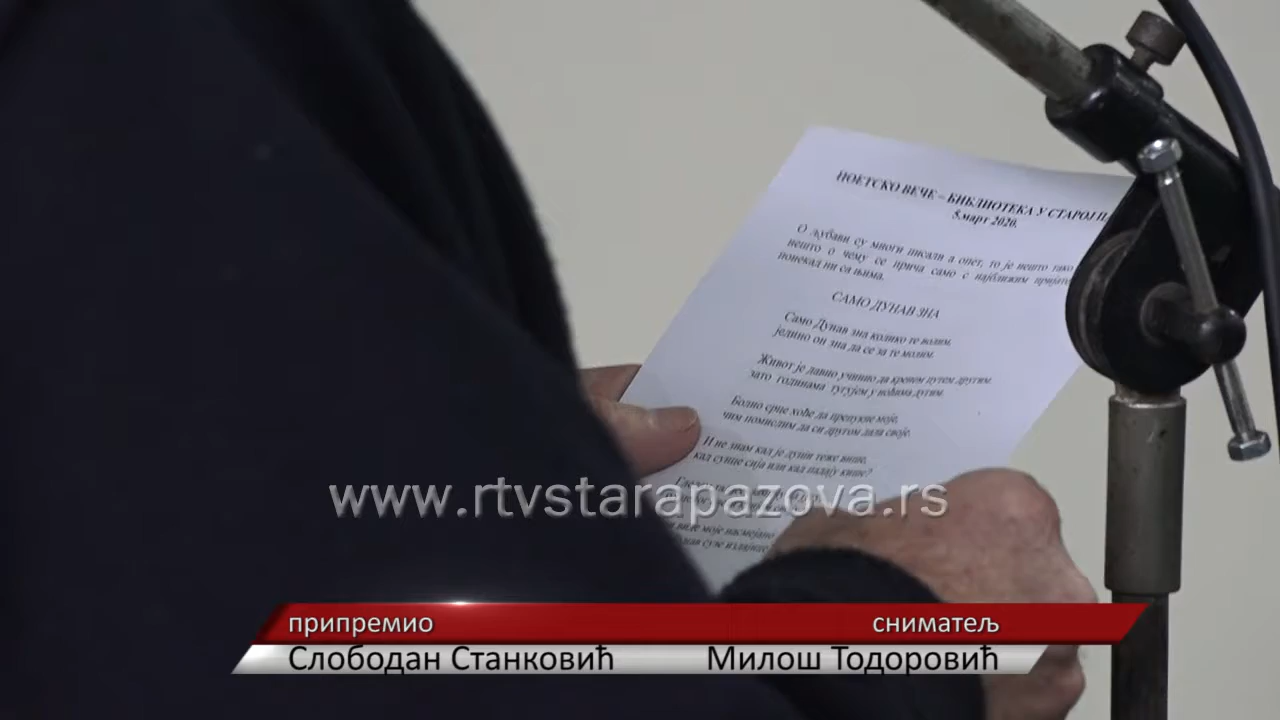 ПОЕТСКО ВЕЧЕ – БИБЛИОТЕКА У СТАРОЈ П
5.март 2020.
О љубави су многи писали а опет, то је нешто тако
нешто о чему се прича само с најближим
понекад ни са њима.
САМО ДУНАВ ЗНА
Само Дунав зна колико те волим,
једино он зна да се за те молим.
Живот је давно учинио да кренем путем другим,
зато годинама тугујем у ноћима дугим.
Болно срце хоће да препукне моје,
чим помислим да си другом дала своје.
И не знам кад је души теже више,
кад сунце сија или кад падају кише?
www.rtvstarapazova.rs
моје насмејано
сузе
припремио
сниматељ
Слободан Станковић
Милош Тодоровић